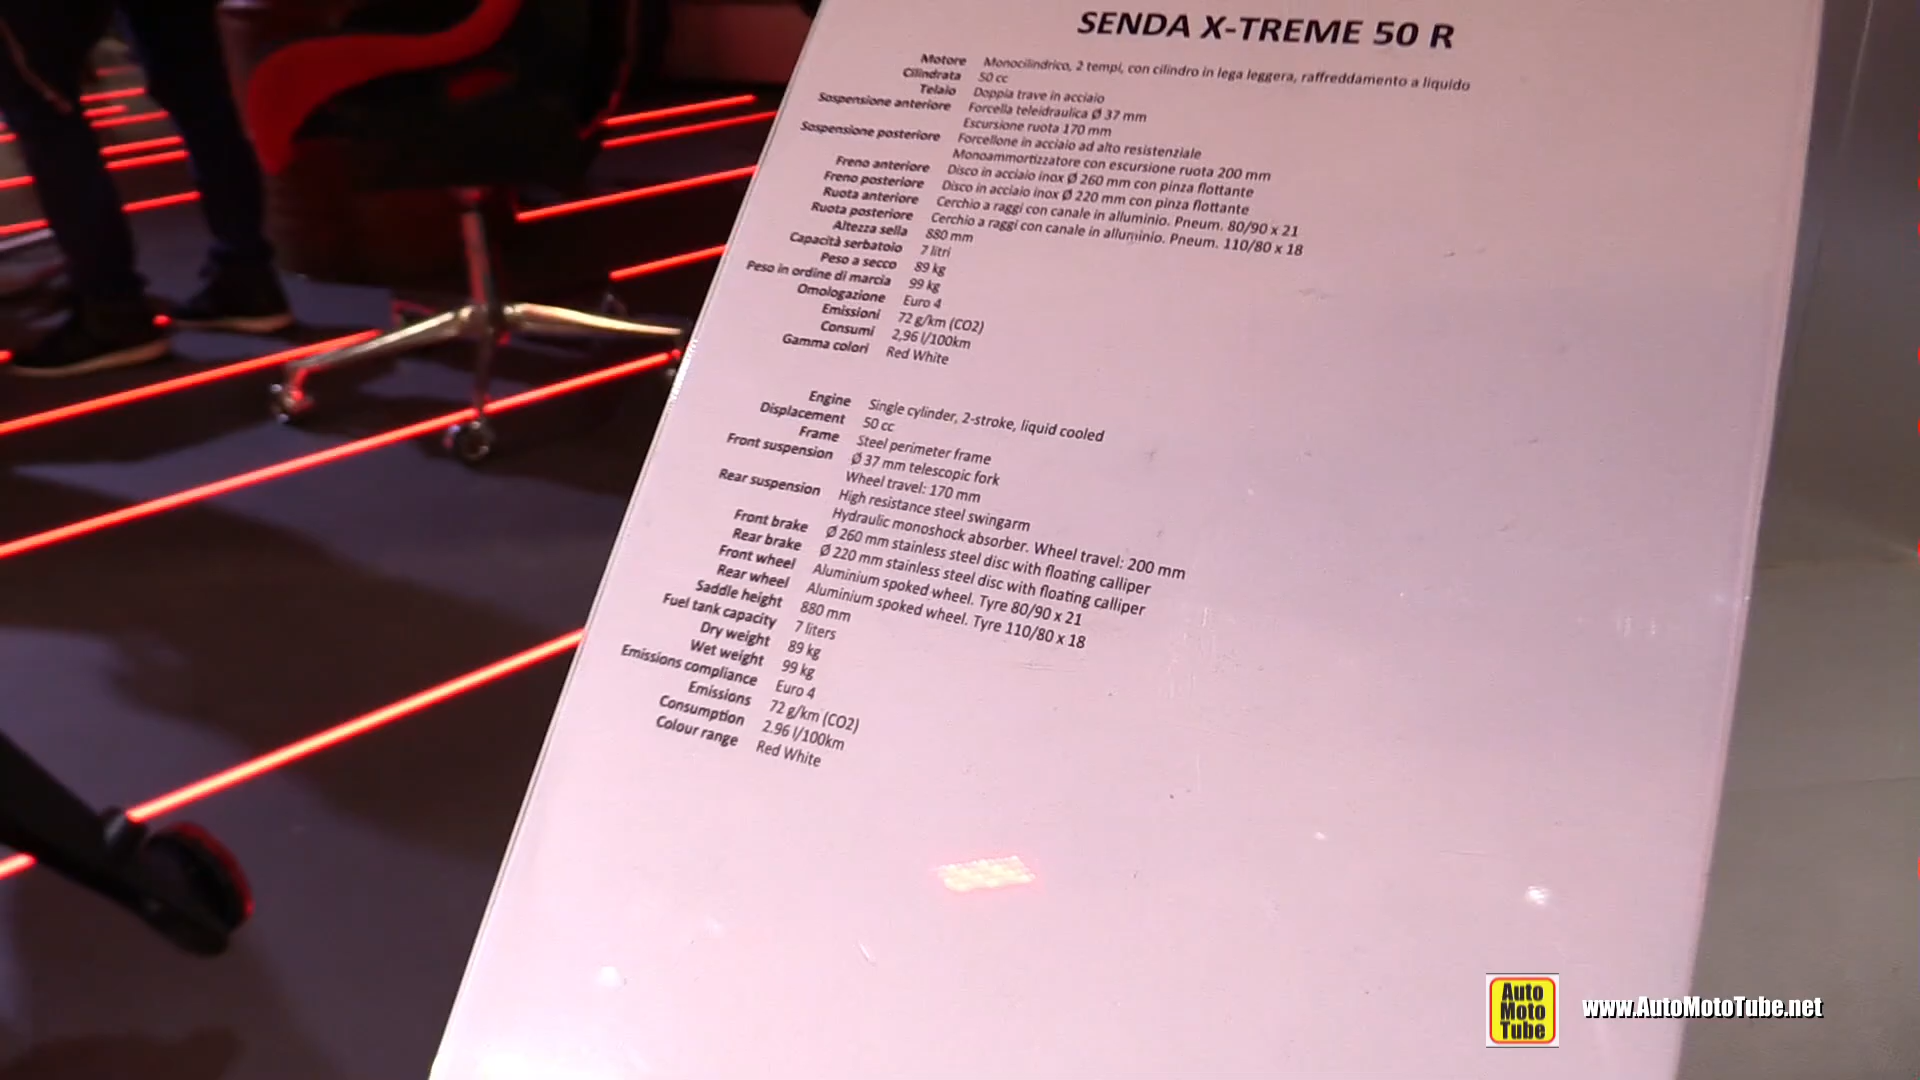 SENDA X-TREME 50 R
Motore Monocilindrico, 2 tempi, con cilindro in lega leggera, raffreddamento a liquido
Cilindrata 50 cc
Telaio Doppia trave in acciaio
Sospensione anteriore Forcella teleidraulica Ø 37 mm
Escursione ruota 170 mm
Sospensione posteriore Forcellone in acciaio ad alto resistenziale
Monoammortizzatore con escursione ruota 200 mm
Freno anteriore Disco in acciaio inox Ø 260 mm con pinza flottante
Freno posteriore Disco in acciaio inox Ø 220 mm con pinza flottante
Ruota anteriore Cerchio a raggi con canale in alluminio. Pneum. 80/90 x 21
Ruota posteriore Cerchio a raggi con canale in alluminio. Pneum. 110/80 x 18
Altezza sella 880 mm
Capacità serbatoio 7 litri
Peso a secco 89 kg
Peso in ordine di marcia 99 kg
Omologazione Euro 4
Emissioni 72 g/km (CO2)
Consumi 2,96 l/100km
Gamma colori Red White
Engine Single cylinder, 2-stroke, liquid cooled
Displacement 50 cc
Frame Steel perimeter frame
Front suspension Ø 37 mm telescopic fork
Wheel travel: 170 mm
Rear suspension High resistance steel swingarm
Hydraulic monoshock absorber. Wheel travel: 200 mm
Front brake Ø 260 mm stainless steel disc with floating calliper
Rear brake Ø 220 mm stainless steel disc with floating calliper
Front wheel Aluminium spoked wheel. Tyre 80/90 x 21
Rear wheel Aluminium spoked wheel. Tyre 110/80 x 18
Saddle height 880 mm
Fuel tank capacity 7 liters
Dry weight 89 kg
Wet weight 99 kg
Emissions compliance Euro 4
Emissions 72 g/km (CO2)
Consumption 2.96 l/100km
Colour range Red White
Auto
Moto
Tube
www.AutoMotoTube.net